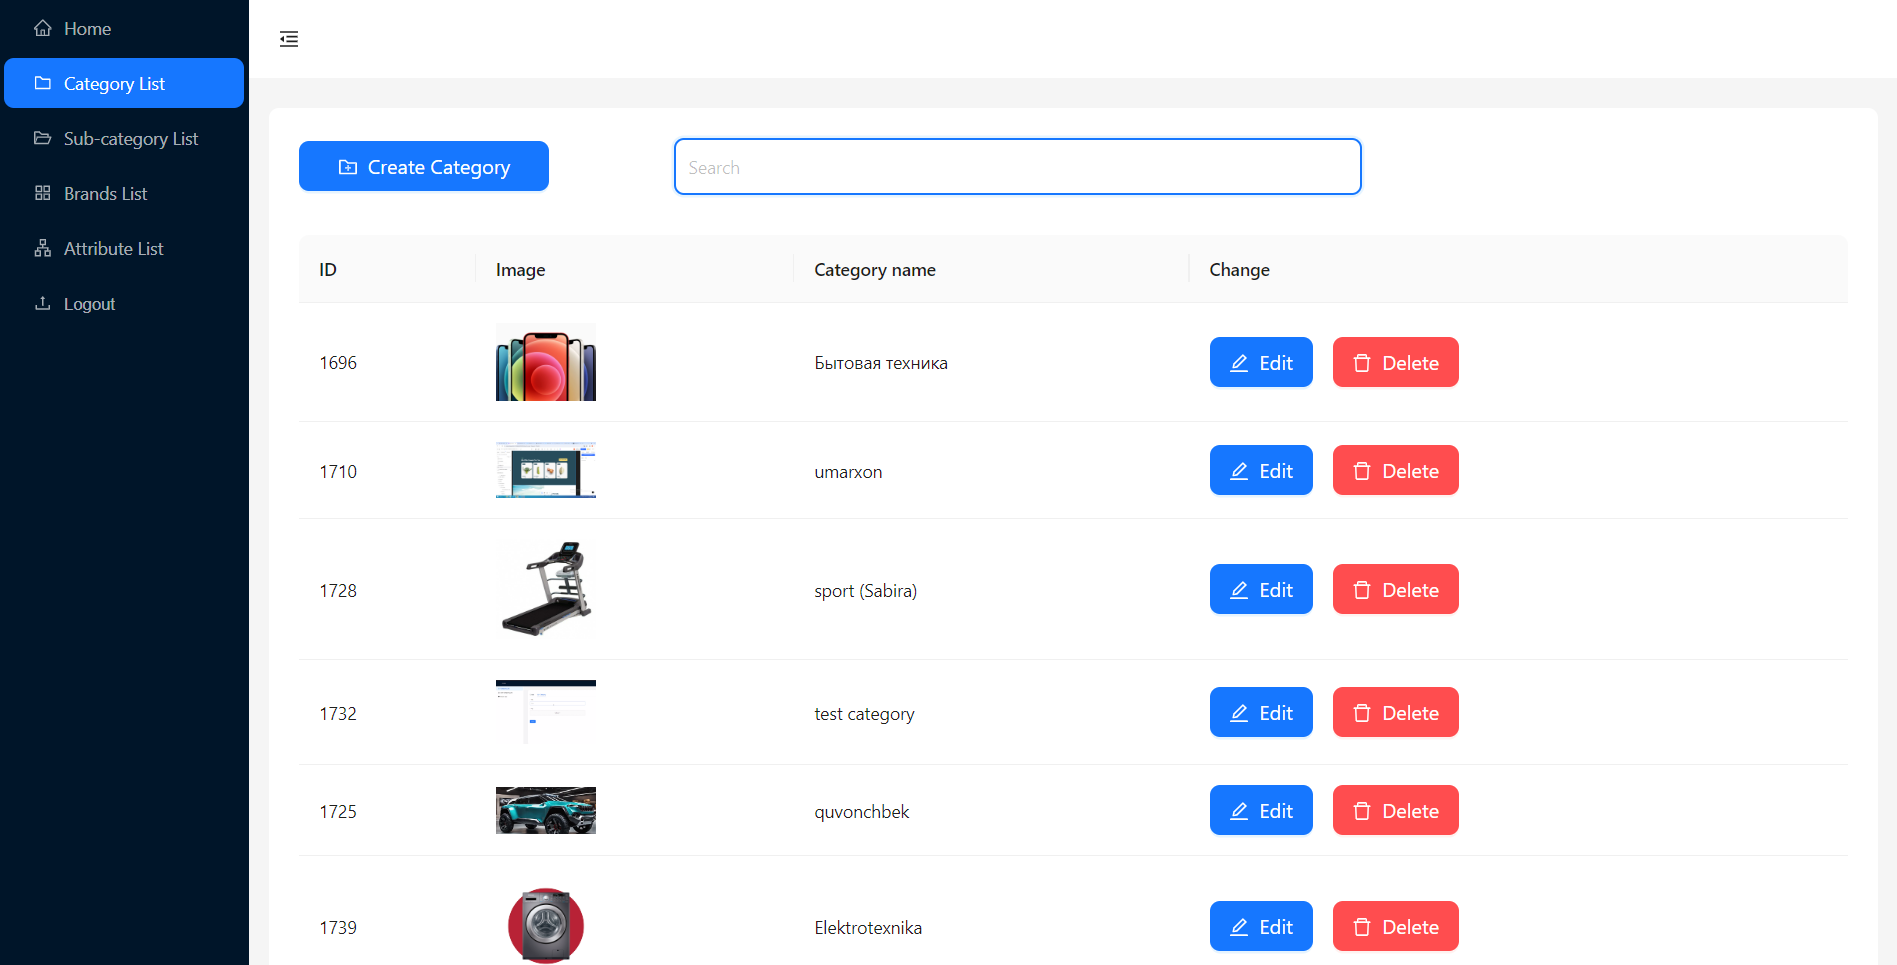 Home
Category List
Sub-category List
Brands List
Attribute List
Logout
Create Category
Search
ID Image Category name Change
1696 Бытовая техника Edit Delete
1710 umarxon Edit Delete
1728 sport (Sabira) Edit Delete
1732 test category Edit Delete
1725 quvonchbek Edit Delete
1739 Elektrotexnika Edit Delete